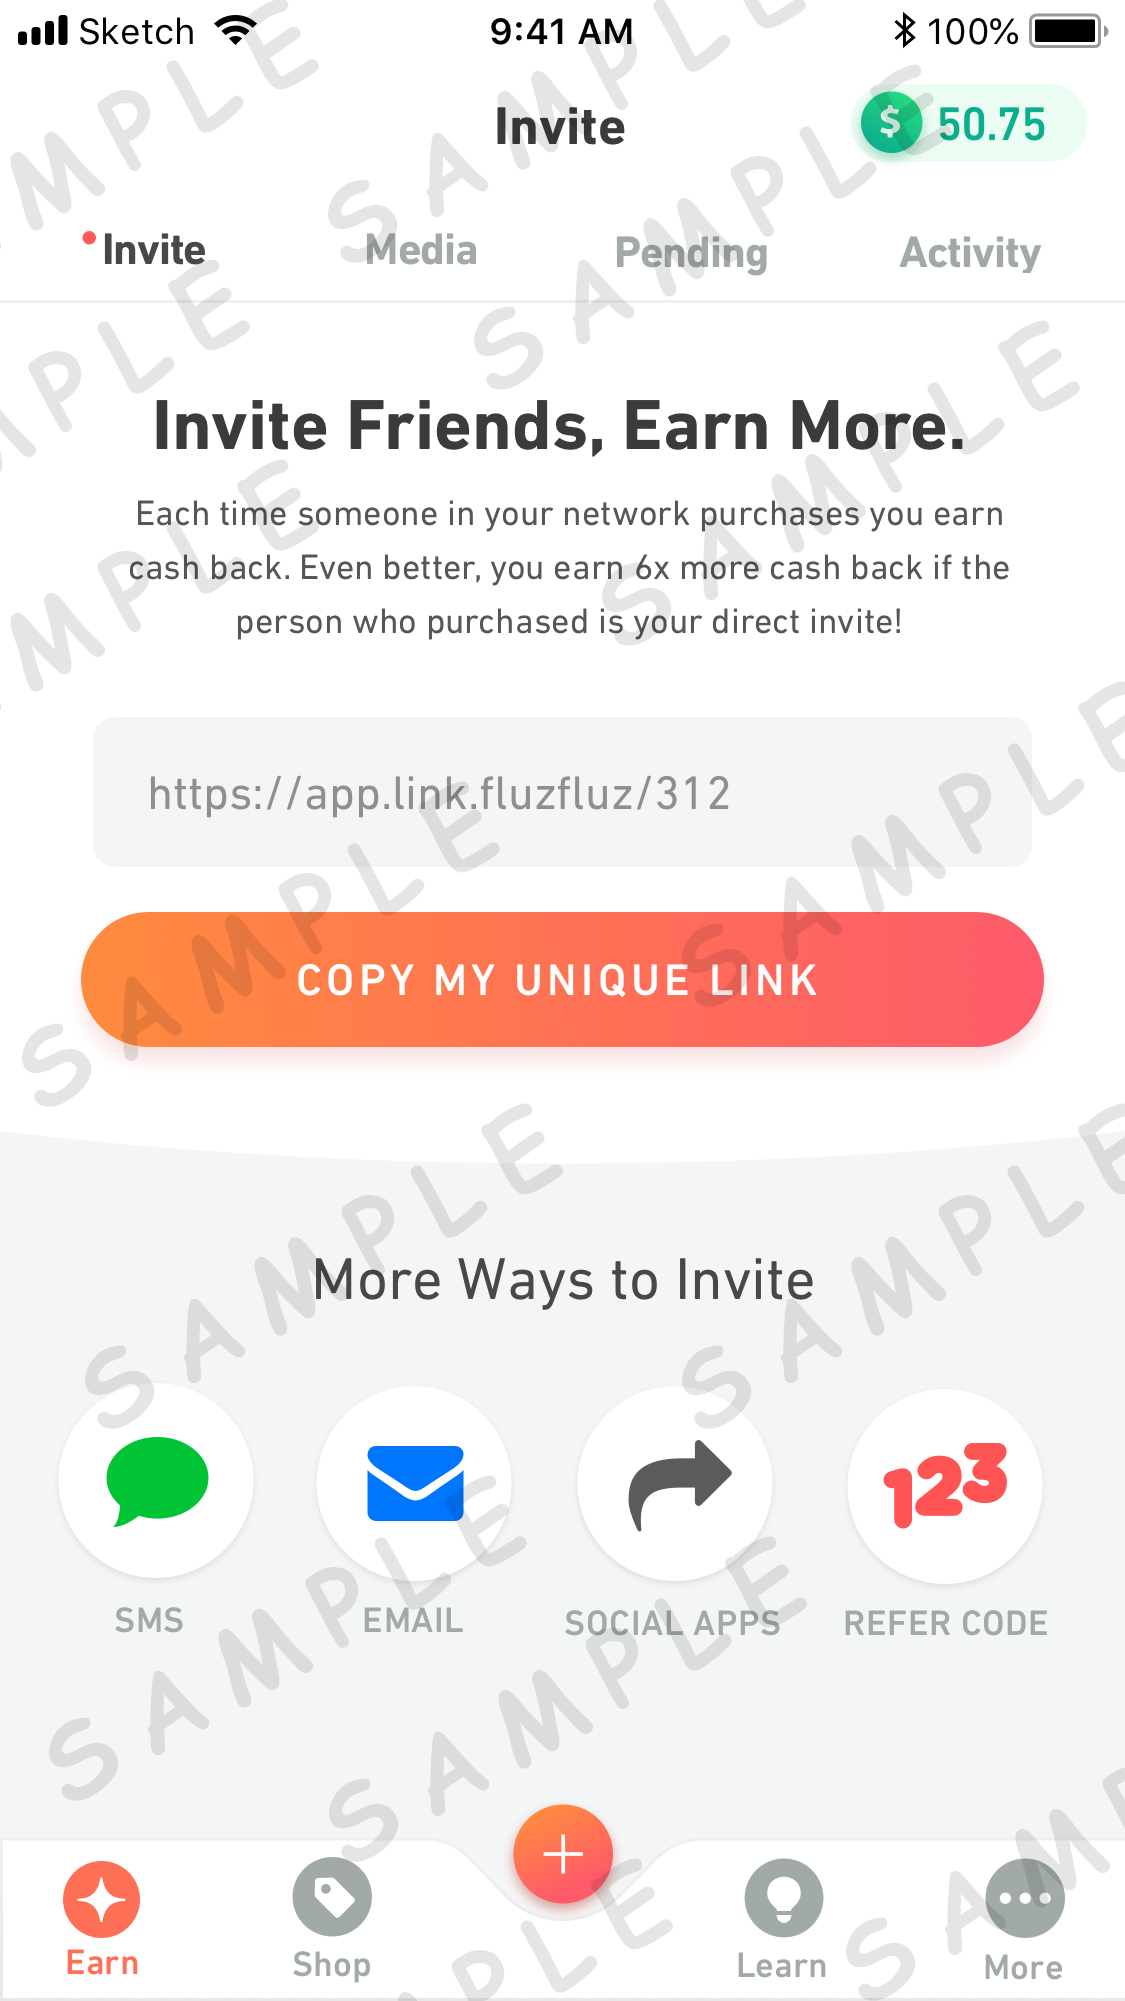 Sketch 9:41 AM 100%
Invite $ 50.75
Invite Media Pending Activity
Invite Friends, Earn More.
Each time someone in your network purchases you earn
cash back. Even better, you earn 6x more cash back if the
person who purchased is your direct invite!
https://app.link.fluzfluz/312
COPY MY UNIQUE LINK
More Ways to Invite
123
SMS EMAIL SOCIAL APPS REFER CODE
Earn Shop Learn More
SAMPLE
SAMPLE
SAMPLE
SAMPLE
SAMPLE
SAMPLE
SAMPLE
SAMPLE
SAMPLE
SAMPLE
SAMPLE